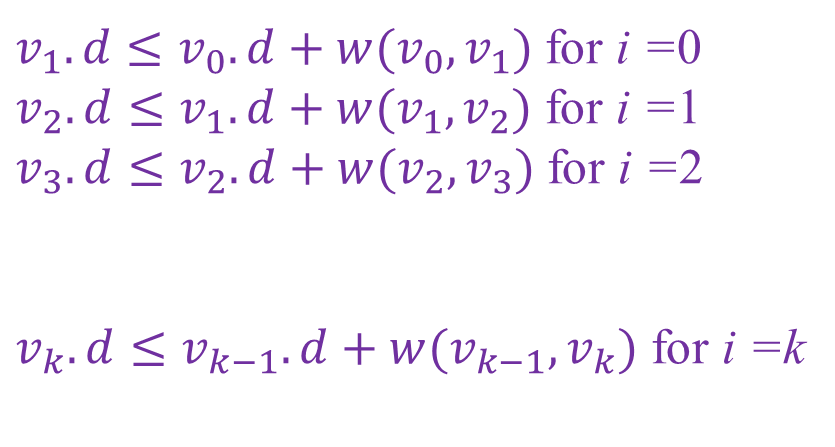 v₁.d ≤ v₀.d + w(v₀, v₁) for i =0
v₂.d ≤ v₁.d + w(v₁, v₂) for i =1
v₃.d ≤ v₂.d + w(v₂, v₃) for i =2
vₖ.d ≤ vₖ₋₁.d + w(vₖ₋₁, vₖ) for i =k